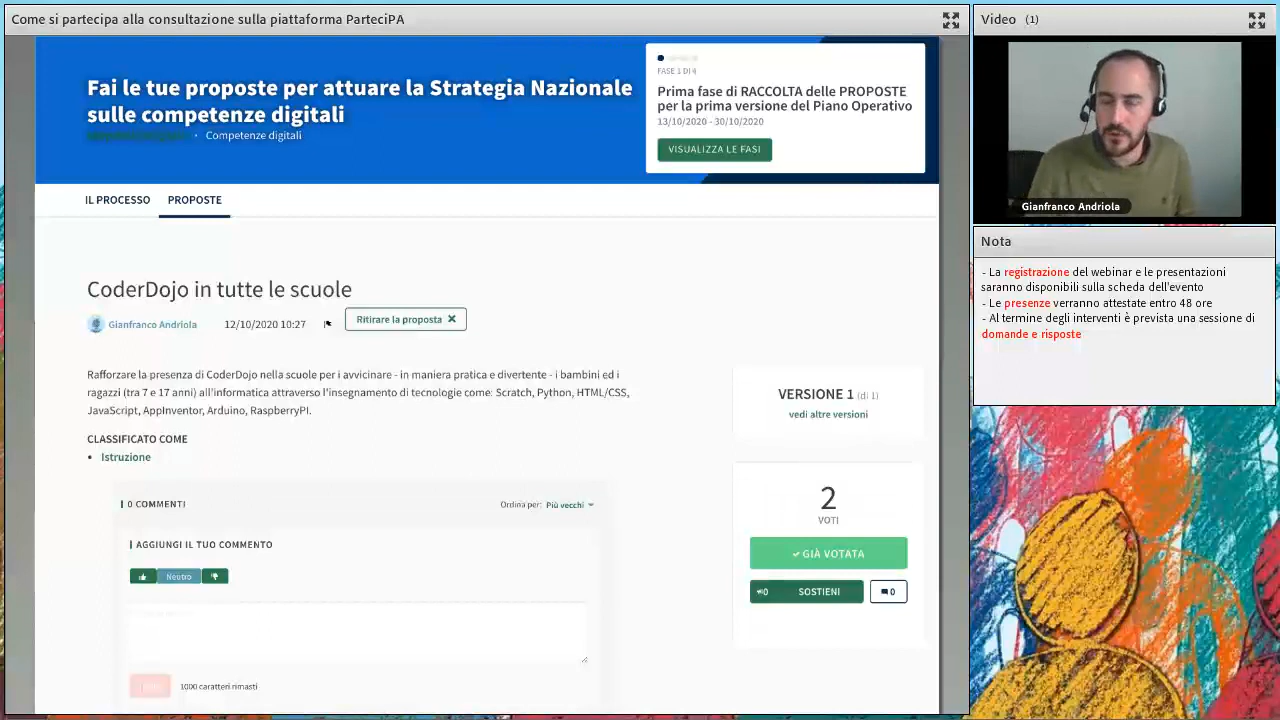 Come si partecipa alla consultazione sulla piattaforma ParteciPA
Fai le tue proposte per attuare la Strategia Nazionale
sulle competenze digitali
• Competenze digitali
FASE 1 DI 4
Prima fase di RACCOLTA delle PROPOSTE
per la prima versione del Piano Operativo
13/10/2020 - 30/10/2020
VISUALIZZA LE FASI
IL PROCESSO PROPOSTE
CoderDojo in tutte le scuole
Gianfranco Andriola 12/10/2020 10:27 Ritirare la proposta ✕
Rafforzare la presenza di CoderDojo nella scuole per i avvicinare - in maniera pratica e divertente - i bambini ed i
ragazzi (tra 7 e 17 anni) all'informatica attraverso l'insegnamento di tecnologie come: Scratch, Python, HTML/CSS,
JavaScript, AppInventor, Arduino, RaspberryPI.
CLASSIFICATO COME
• Istruzione
0 COMMENTI
Ordina per: Più vecchi
AGGIUNGI IL TUO COMMENTO
Neutro
1000 caratteri rimasti
VERSIONE 1 (di 1)
vedi altre versioni
2
VOTI
✓ GIÀ VOTATA
0 SOSTIENI 0
Video (1)
Gianfranco Andriola
Nota
- La registrazione del webinar e le presentazioni
saranno disponibili sulla scheda dell'evento
- Le presenze verranno attestate entro 48 ore
- Al termine degli interventi è prevista una sessione di
domande e risposte